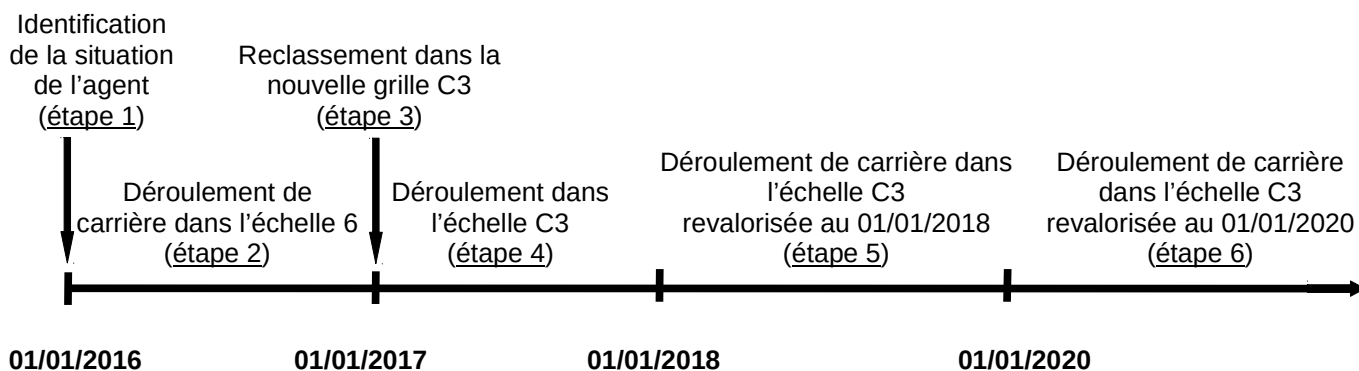 Identification
de la situation
de l’agent
(étape 1)
Reclassement dans la
nouvelle grille C3
(étape 3)
Déroulement de
carrière dans l’échelle 6
(étape 2)
Déroulement dans
l’échelle C3
(étape 4)
Déroulement de carrière dans
l’échelle C3
revalorisée au 01/01/2018
(étape 5)
Déroulement de carrière
dans l’échelle C3
revalorisée au 01/01/2020
(étape 6)
01/01/2016
01/01/2017
01/01/2018
01/01/2020